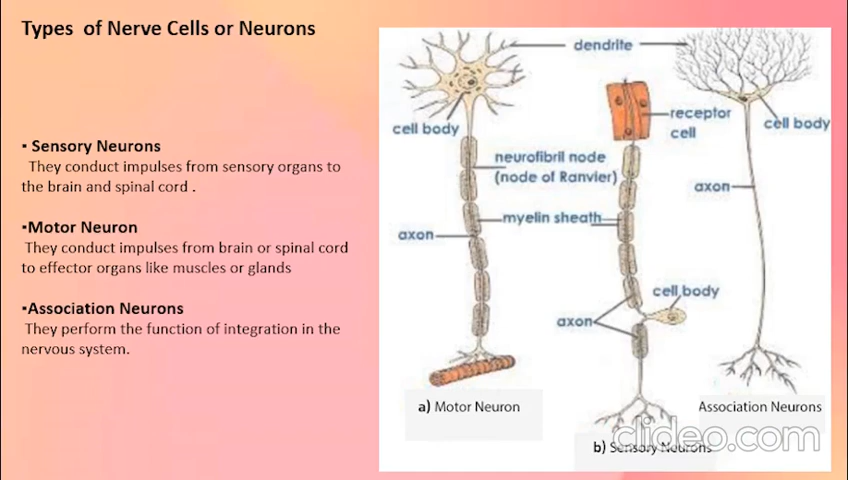 Types of Nerve Cells or Neurons
▪ Sensory Neurons
They conduct impulses from sensory organs to
the brain and spinal cord .
▪Motor Neuron
They conduct impulses from brain or spinal cord
to effector organs like muscles or glands
▪Association Neurons
They perform the function of integration in the
nervous system.
dendrite
cell body
receptor
cell
cell body
neurofibril node
(node of Ranvier)
axon
myelin sheath
axon
cell body
axon
a) Motor Neuron
Association Neurons
b) Sensory Neurons
clideo.com